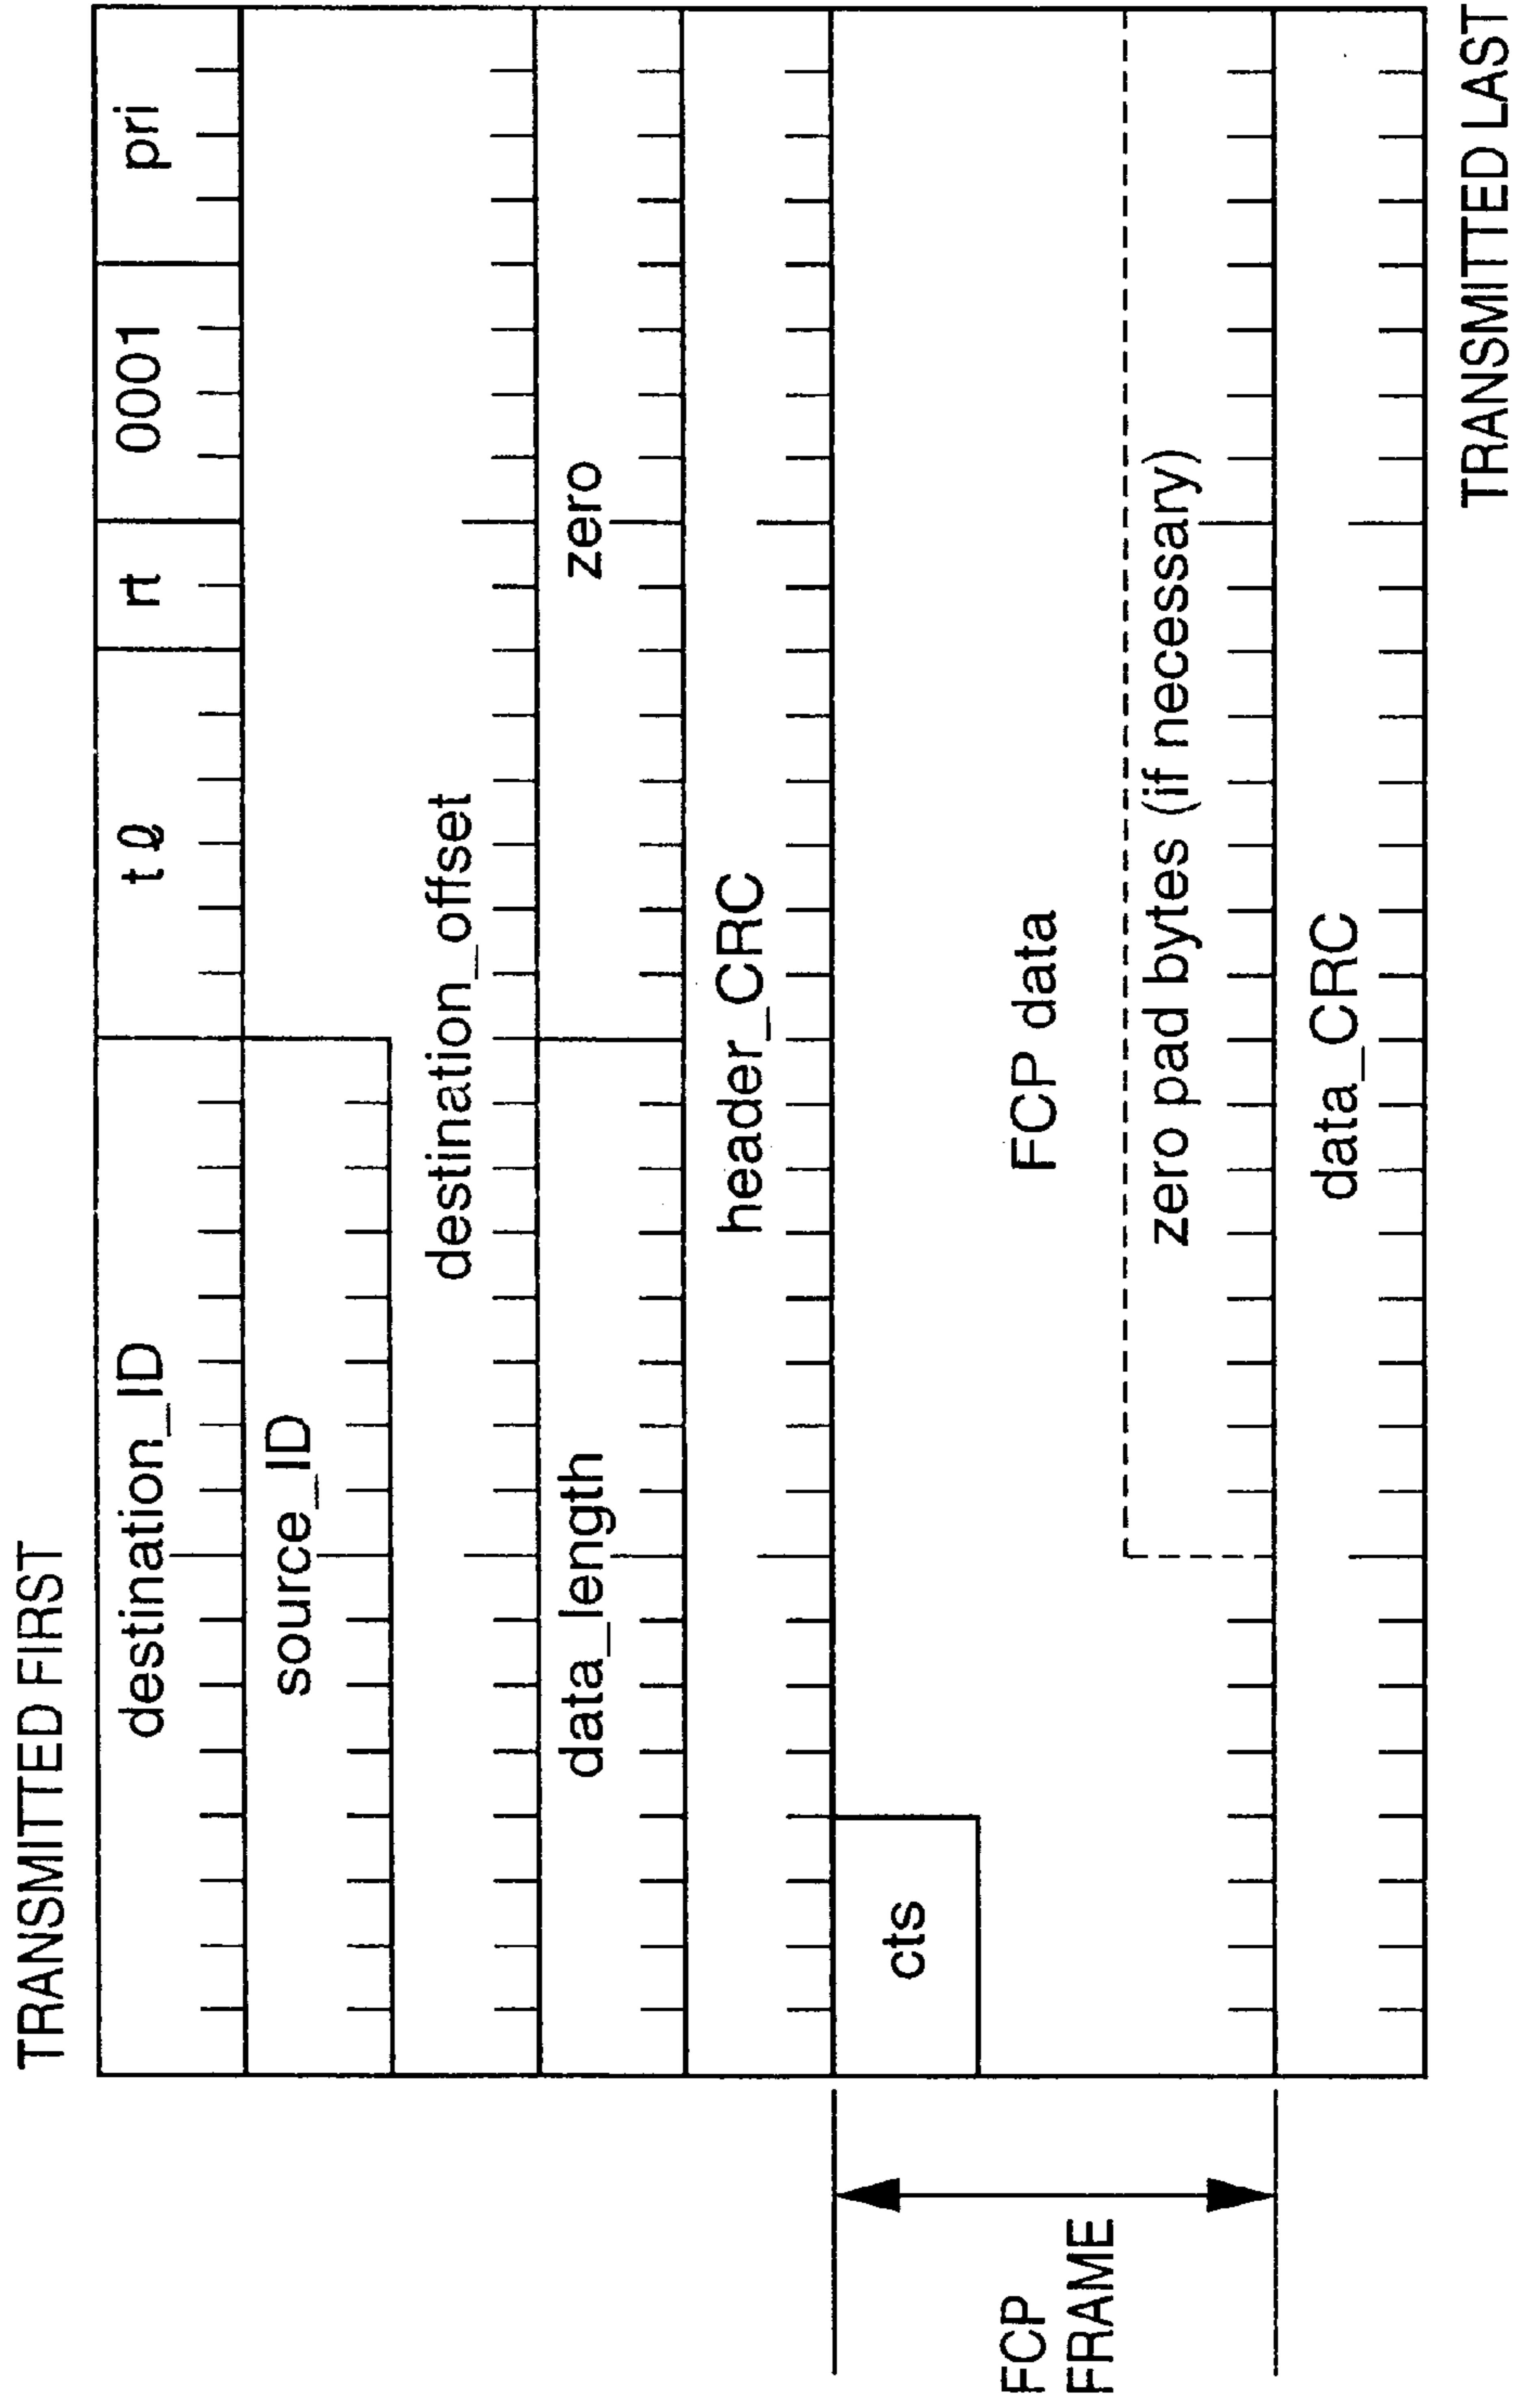 TRANSMITTED FIRST
destination_ID tℓ rt 0001 pri
source_ID
destination_offset
data_length zero
header_CRC
cts
FCP data
zero pad bytes (if necessary)
data_CRC
FCP
FRAME
TRANSMITTED LAST